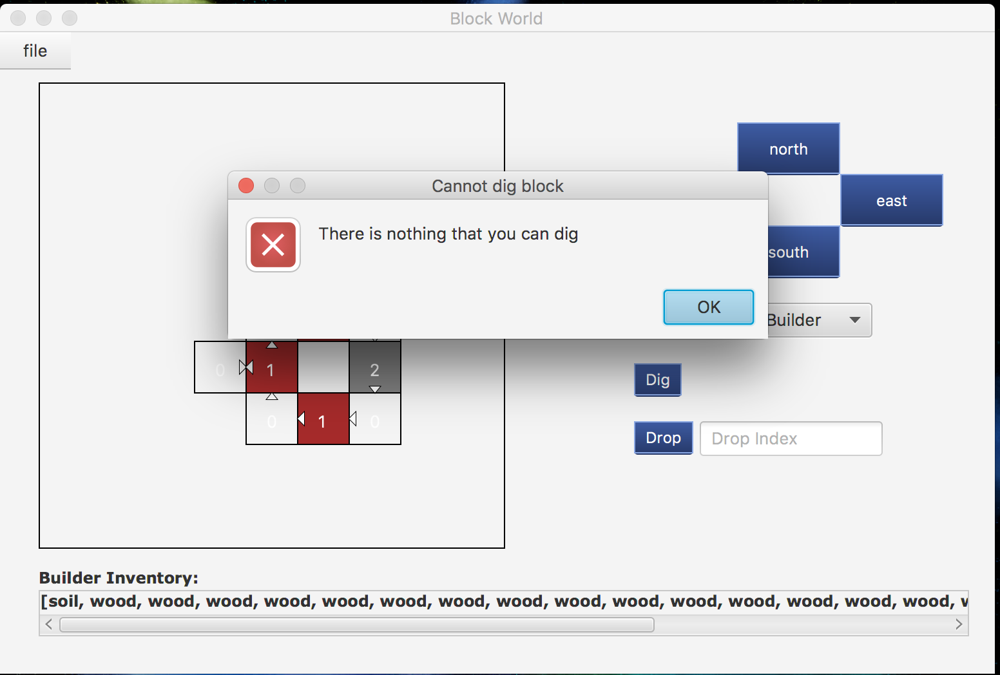 Block World
file
north
Cannot dig block
east
There is nothing that you can dig
south
OK
Builder
0 1 2
Dig
0 1 0
Drop Drop Index
Builder Inventory:
[soil, wood, wood, wood, wood, wood, wood, wood, wood, wood, wood, wood, wood, wood, wood, wood,